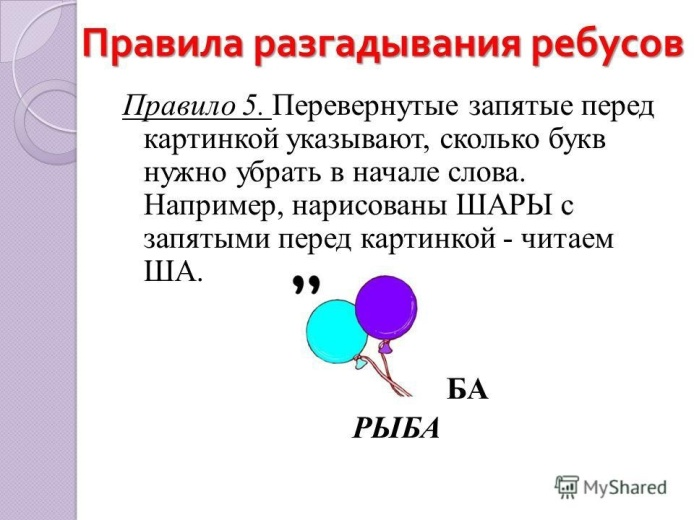 Правила разгадывания ребусов
Правило 5. Перевернутые запятые перед
картинкой указывают, сколько букв
нужно убрать в начале слова.
Например, нарисованы ШАРЫ с
запятыми перед картинкой - читаем
ША.
,,
БА
РЫБА
MyShared